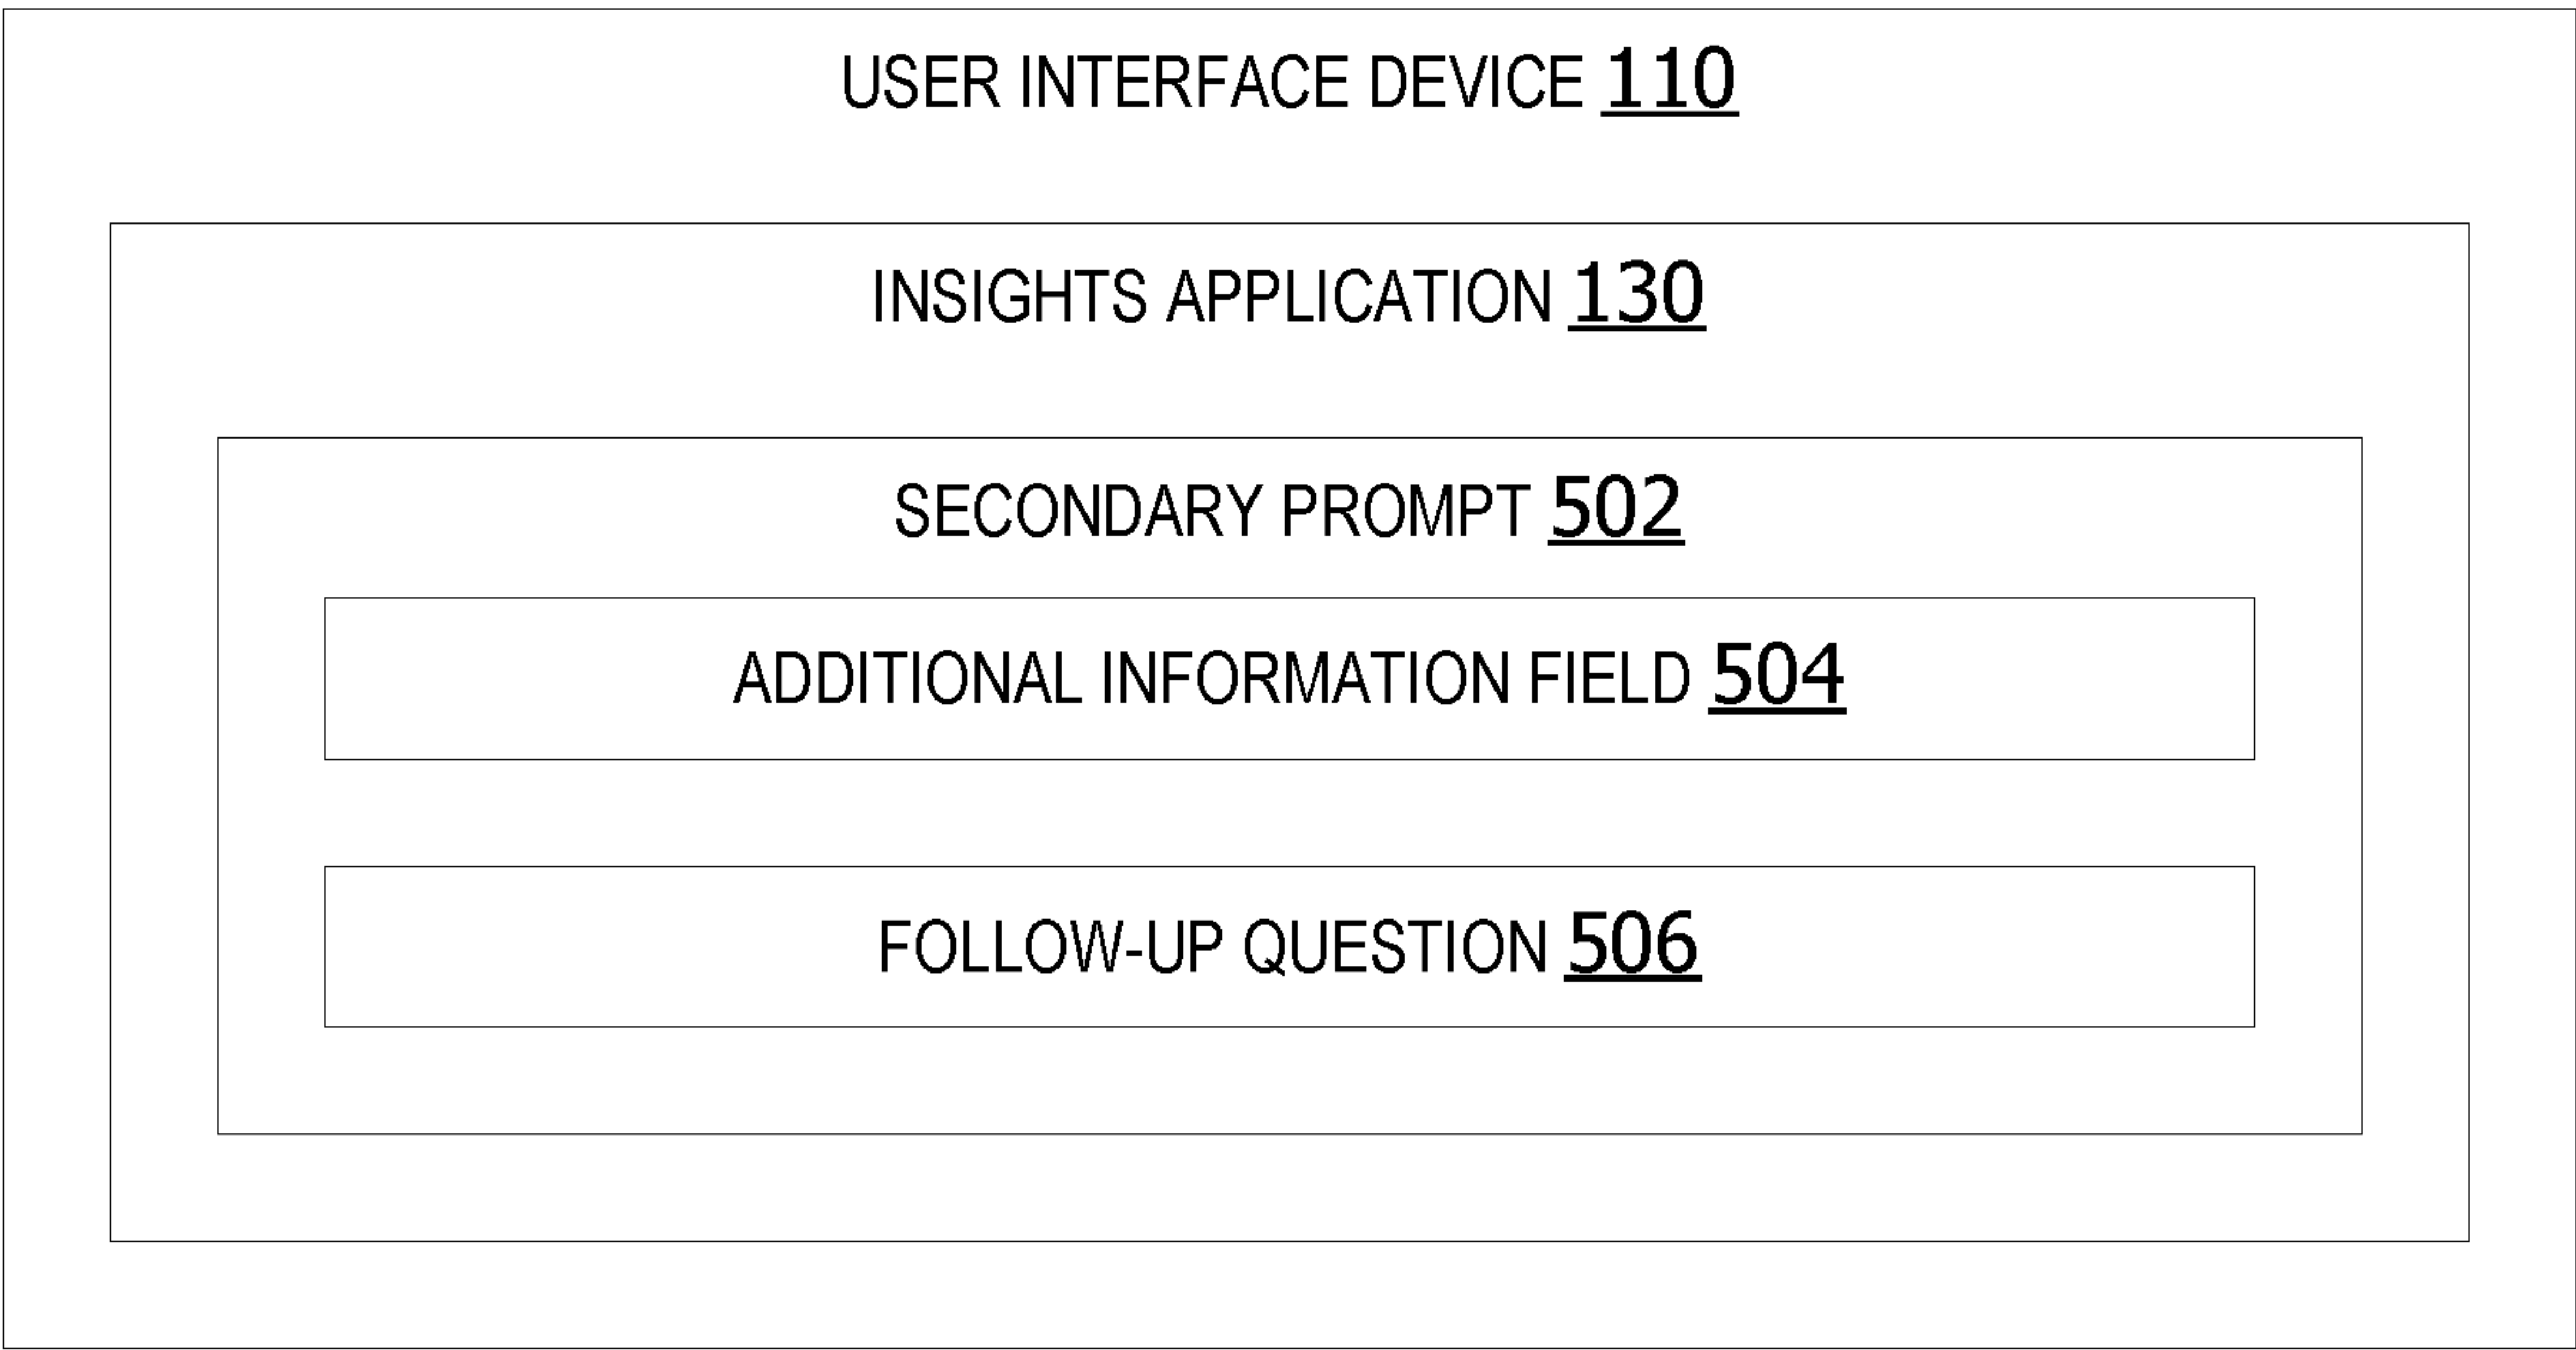 USER INTERFACE DEVICE 110
INSIGHTS APPLICATION 130
SECONDARY PROMPT 502
ADDITIONAL INFORMATION FIELD 504
FOLLOW-UP QUESTION 506